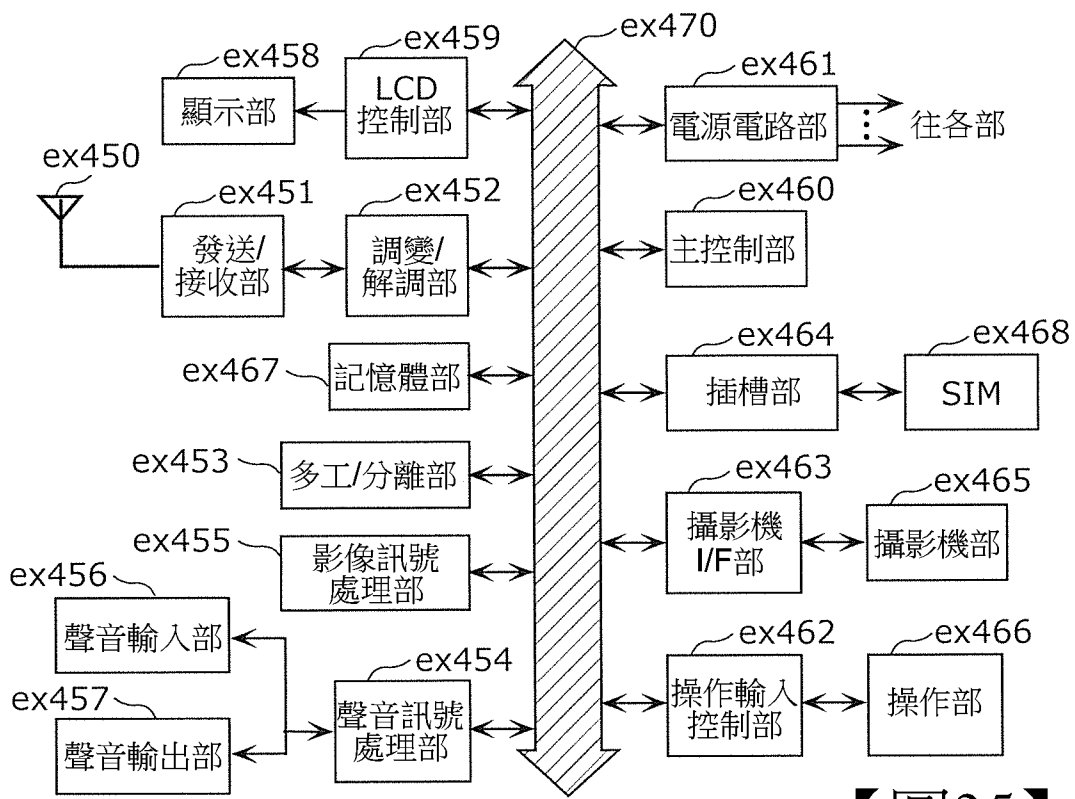 ex458
ex459
ex470
顯示部
LCD
控制部
ex461
電源電路部
往各部
ex450
ex451
ex452
發送/
接收部
調變/
解調部
ex460
主控制部
ex467
記憶體部
ex464
插槽部
ex468
SIM
ex453
多工/分離部
ex463
攝影機
I/F部
ex465
攝影機部
ex455
影像訊號
處理部
ex456
聲音輸入部
ex457
聲音輸出部
ex454
聲音訊號
處理部
ex462
操作輸入
控制部
ex466
操作部